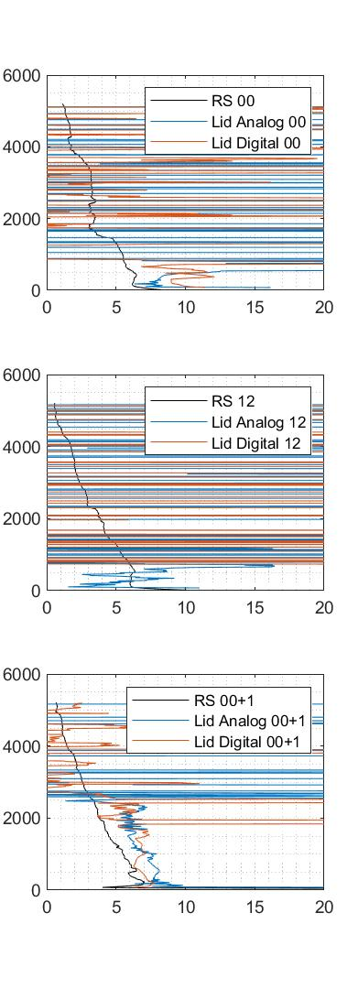 6000
4000
2000
0
0 5 10 15 20
RS 00
Lid Analog 00
Lid Digital 00
6000
4000
2000
0
0 5 10 15 20
RS 12
Lid Analog 12
Lid Digital 12
6000
4000
2000
0
0 5 10 15 20
RS 00+1
Lid Analog 00+1
Lid Digital 00+1